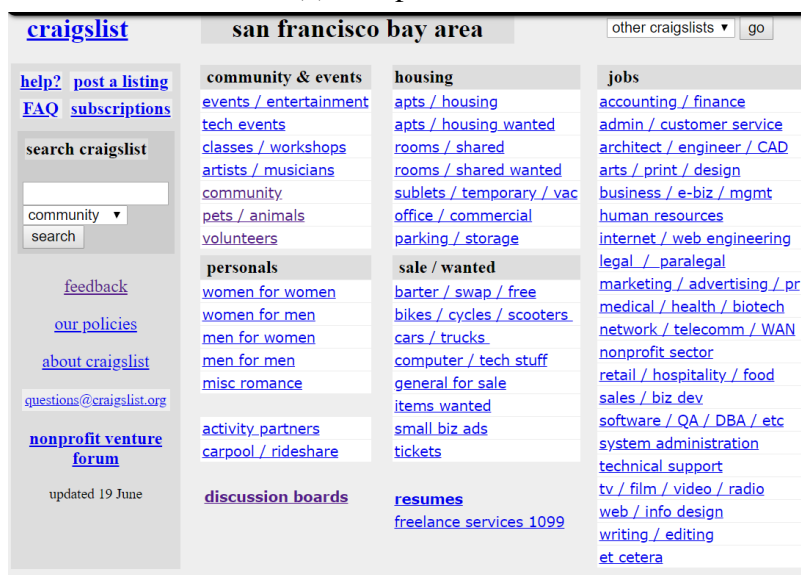 craigslist
san francisco bay area
other craigslists ▼ go
help? post a listing
FAQ subscriptions
search craigslist
community ▼
search
feedback
our policies
about craigslist
questions@craigslist.org
nonprofit venture
forum
updated 19 June
community & events
events / entertainment
tech events
classes / workshops
artists / musicians
community
pets / animals
volunteers
personals
women for women
women for men
men for women
men for men
misc romance
activity partners
carpool / rideshare
discussion boards
housing
apts / housing
apts / housing wanted
rooms / shared
rooms / shared wanted
sublets / temporary / vac
office / commercial
parking / storage
sale / wanted
barter / swap / free
bikes / cycles / scooters
cars / trucks
computer / tech stuff
general for sale
items wanted
small biz ads
tickets
resumes
freelance services 1099
jobs
accounting / finance
admin / customer service
architect / engineer / CAD
arts / print / design
business / e-biz / mgmt
human resources
internet / web engineering
legal / paralegal
marketing / advertising / pr
medical / health / biotech
network / telecomm / WAN
nonprofit sector
retail / hospitality / food
sales / biz dev
software / QA / DBA / etc
system administration
technical support
tv / film / video / radio
web / info design
writing / editing
et cetera